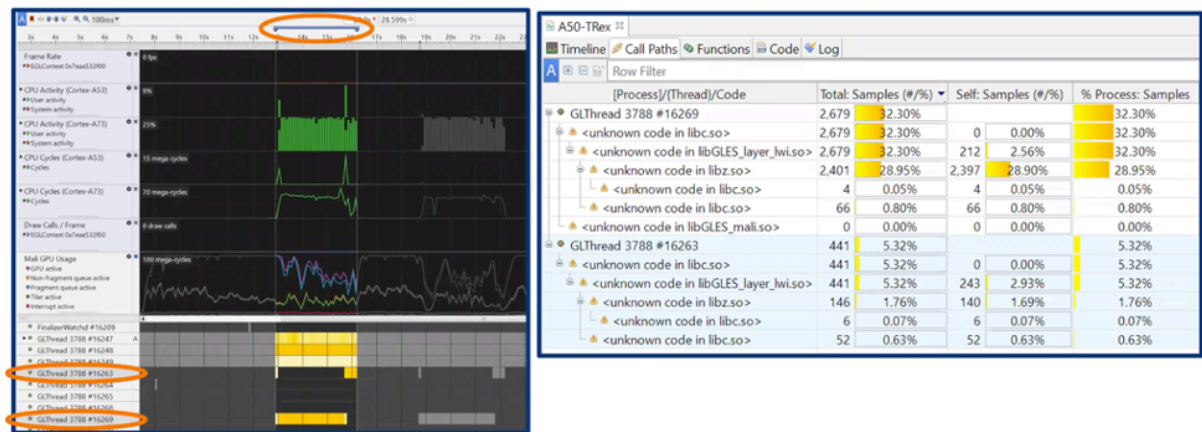 100ms
28.599s
3s 4s 5s 6s 7s 8s 9s 10s 11s 12s 14s 15s 17s 18s 19s 20s 21s 22s
Frame Rate
EGLContext 0x7eaa532f00
0 fps
CPU Activity (Cortex-A53)
User activity
System activity
9%
CPU Activity (Cortex-A73)
User activity
System activity
25%
CPU Cycles (Cortex-A53)
Cycles
15 mega-cycles
CPU Cycles (Cortex-A73)
Cycles
70 mega-cycles
Draw Calls / Frame
EGLContext 0x7eaa532f00
0 draw calls
Mali GPU Usage
GPU active
Non-fragment queue active
Fragment queue active
Tiler active
Interrupt active
100 mega-cycles
FinalizerWatchd #16209
GLThread 3788 #16247
GLThread 3788 #16248
GLThread 3788 #16249
GLThread 3788 #16263
GLThread 3788 #16264
GLThread 3788 #16265
GLThread 3788 #16268
GLThread 3788 #16269
A50-TRex
Timeline Call Paths Functions Code Log
A Row Filter
[Process]/{Thread}/Code Total: Samples (#/%) Self: Samples (#/%) % Process: Samples
GLThread 3788 #16269 2,679 32.30% 32.30%
<unknown code in libc.so> 2,679 32.30% 0 0.00% 32.30%
<unknown code in libGLES_layer_lwi.so> 2,679 32.30% 212 2.56% 32.30%
<unknown code in libz.so> 2,401 28.95% 2,397 28.90% 28.95%
<unknown code in libc.so> 4 0.05% 4 0.05% 0.05%
<unknown code in libc.so> 66 0.80% 66 0.80% 0.80%
<unknown code in libGLES_mali.so> 0 0.00% 0 0.00% 0.00%
GLThread 3788 #16263 441 5.32% 5.32%
<unknown code in libc.so> 441 5.32% 0 0.00% 5.32%
<unknown code in libGLES_layer_lwi.so> 441 5.32% 243 2.93% 5.32%
<unknown code in libz.so> 146 1.76% 140 1.69% 1.76%
<unknown code in libc.so> 6 0.07% 6 0.07% 0.07%
<unknown code in libc.so> 52 0.63% 52 0.63% 0.63%